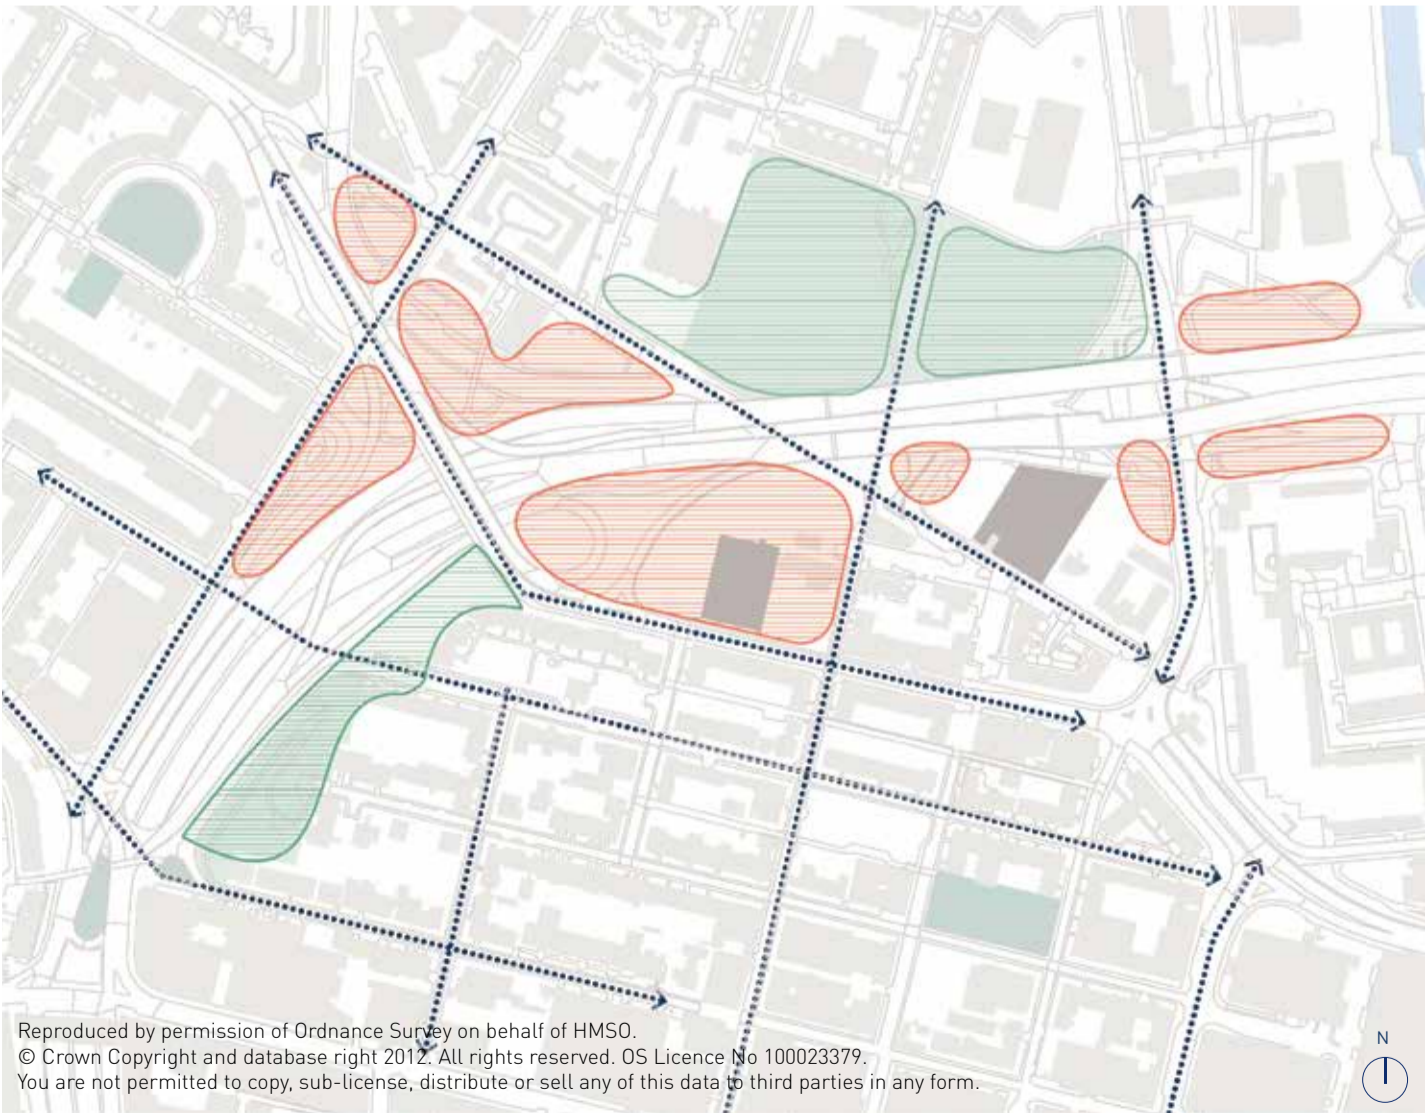 N
Reproduced by permission of Ordnance Survey on behalf of HMSO.
© Crown Copyright and database right 2012. All rights reserved. OS Licence No 100023379.
You are not permitted to copy, sub-license, distribute or sell any of this data to third parties in any form.